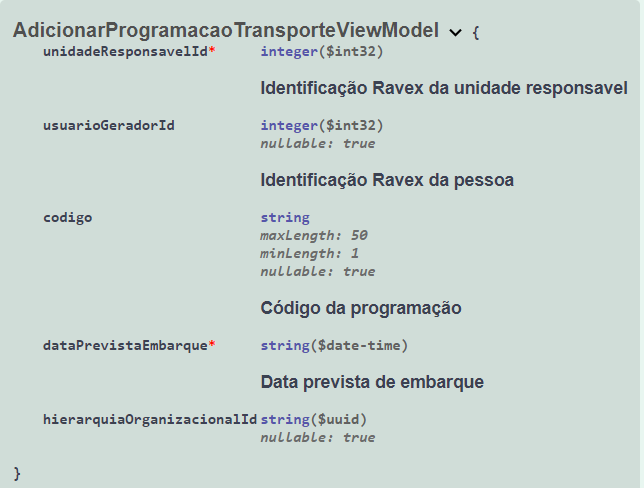 AdicionarProgramacaoTransporteViewModel {
unidadeResponsavelId* integer($int32)
Identificação Ravex da unidade responsavel
usuarioGeradorId integer($int32)
nullable: true
Identificação Ravex da pessoa
codigo string
maxLength: 50
minLength: 1
nullable: true
Código da programação
dataPrevistaEmbarque* string($date-time)
Data prevista de embarque
hierarquiaOrganizacionalId string($uuid)
nullable: true
}